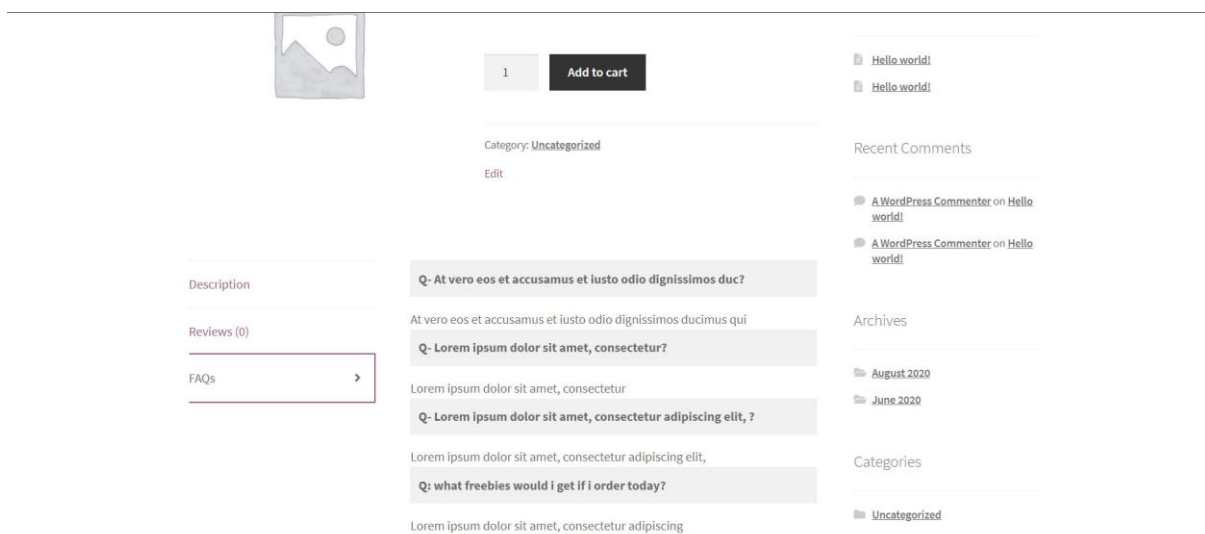 1
Add to cart
Category: Uncategorized
Edit
Description
Reviews (0)
FAQs
Q- At vero eos et accusamus et iusto odio dignissimos duc?
At vero eos et accusamus et iusto odio dignissimos ducimus qui
Q- Lorem ipsum dolor sit amet, consectetur?
Lorem ipsum dolor sit amet, consectetur
Q- Lorem ipsum dolor sit amet, consectetur adipiscing elit, ?
Lorem ipsum dolor sit amet, consectetur adipiscing elit,
Q: what freebies would i get if i order today?
Lorem ipsum dolor sit amet, consectetur adipiscing
Hello world!
Hello world!
Recent Comments
A WordPress Commenter on Hello
world!
A WordPress Commenter on Hello
world!
Archives
August 2020
June 2020
Categories
Uncategorized